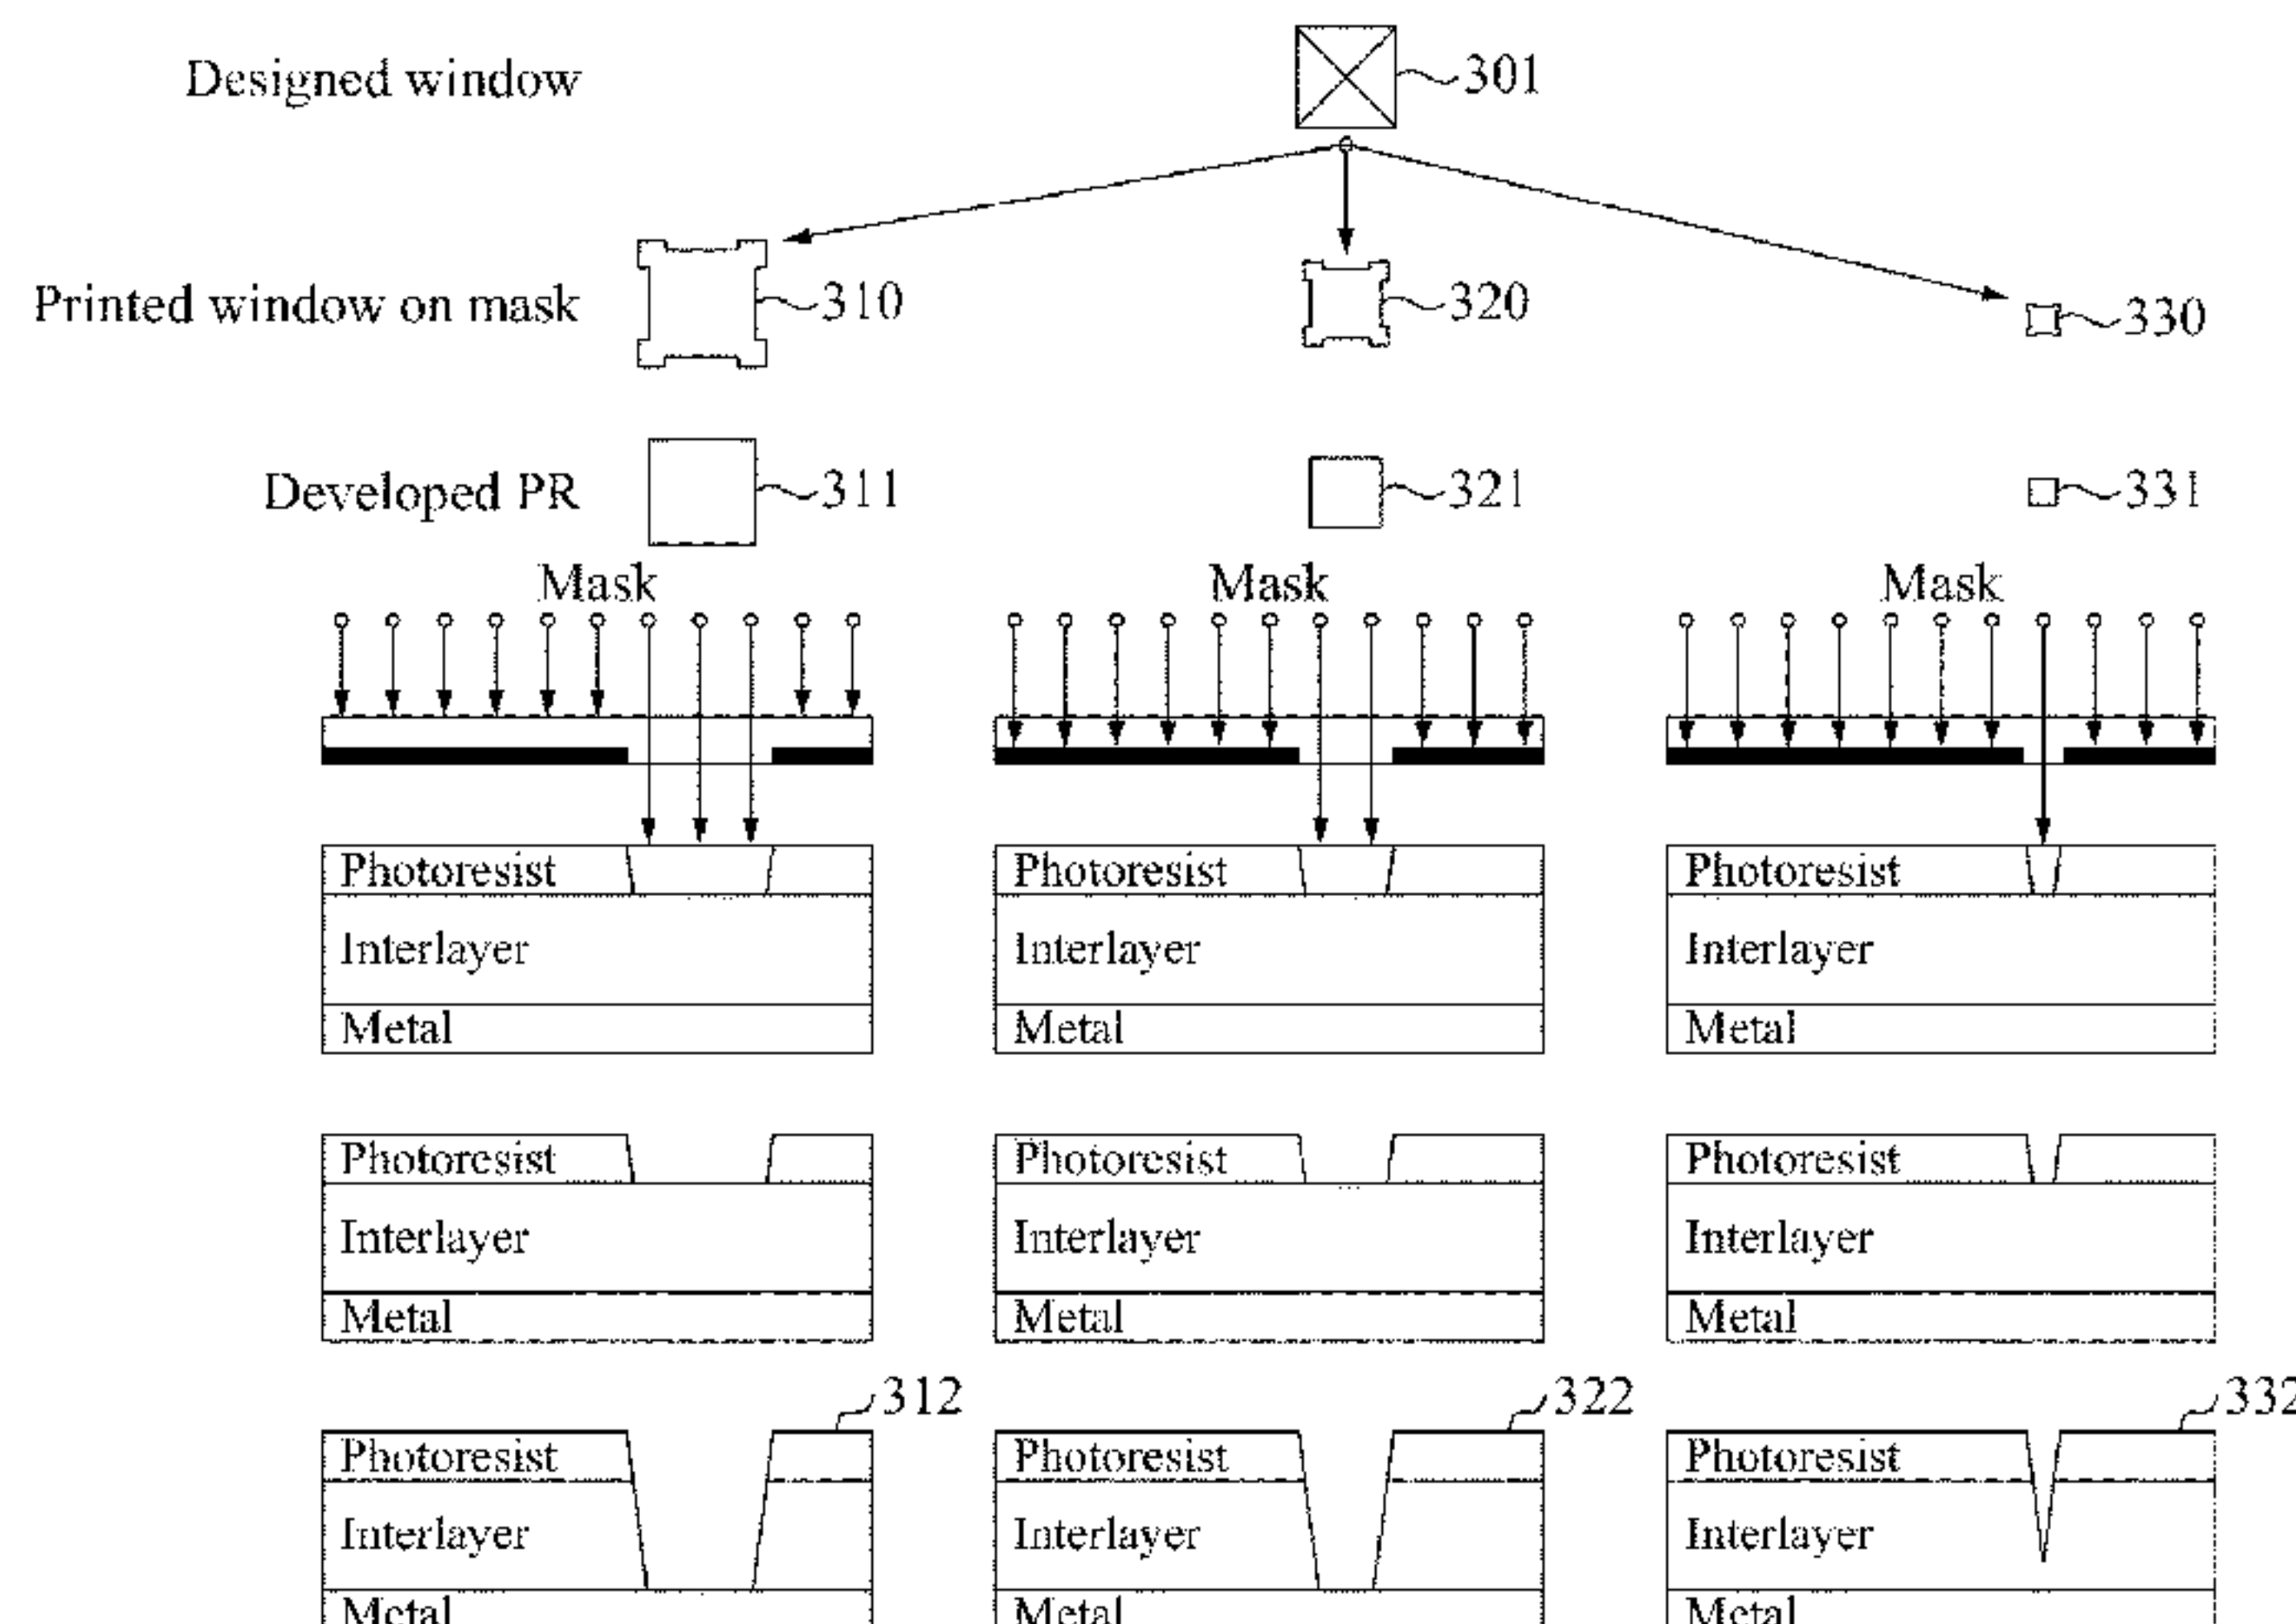 Designed window 301
Printed window on mask 310 320 330
Developed PR 311 321 331
Mask Mask Mask
Photoresist Photoresist Photoresist
Interlayer Interlayer Interlayer
Metal Metal Metal
Photoresist Photoresist Photoresist
Interlayer Interlayer Interlayer
Metal Metal Metal
312 322 332
Photoresist Photoresist Photoresist
Interlayer Interlayer Interlayer
Metal Metal Metal